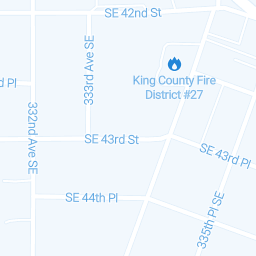 SE 42nd St
333rd Ave SE
King County Fire
District #27
d Pl
332nd Ave SE
SE 43rd St
SE 43rd Pl
SE 44th Pl
335th Pl SE